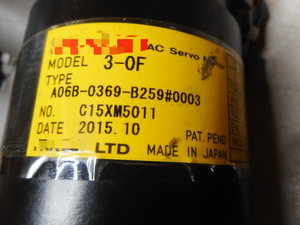 AC Servo Motor
MODEL 3-0F
TYPE
A06B-0369-B259#0003
NO. C15XM5011
DATE 2015.10
PAT. PEND
LTD MADE IN JAPAN